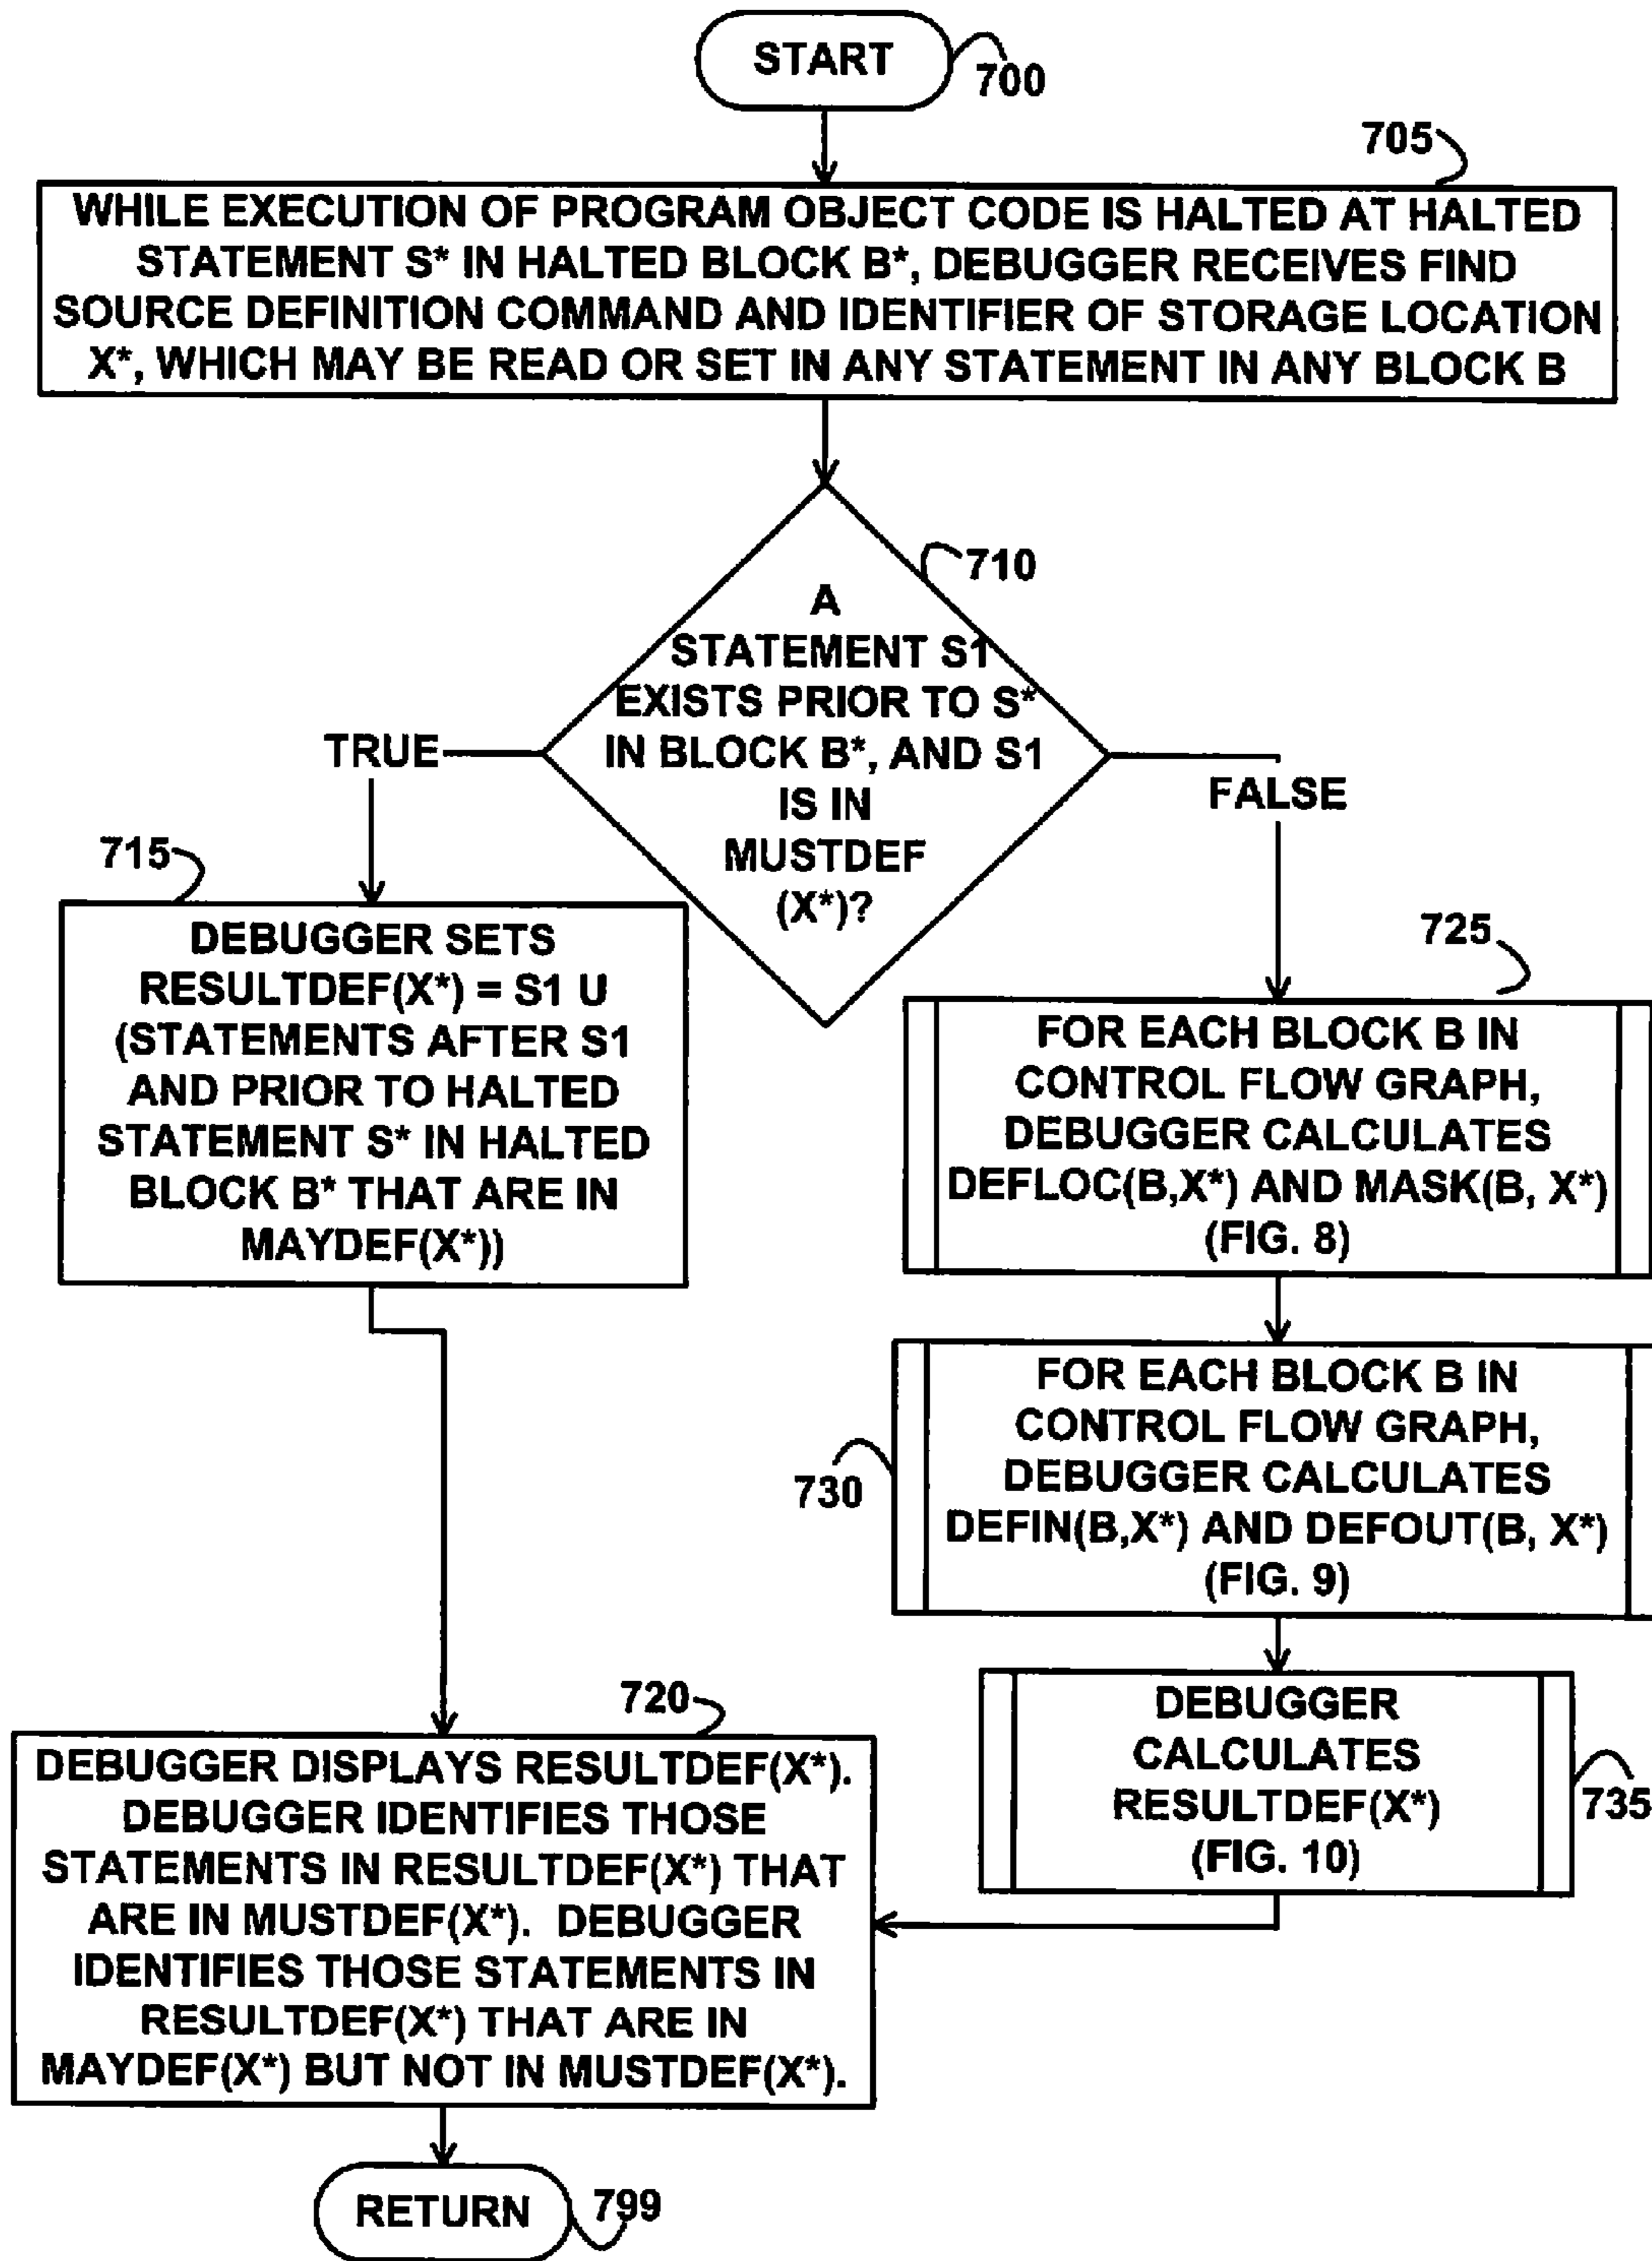 START
700
705
WHILE EXECUTION OF PROGRAM OBJECT CODE IS HALTED AT HALTED
STATEMENT S* IN HALTED BLOCK B*, DEBUGGER RECEIVES FIND
SOURCE DEFINITION COMMAND AND IDENTIFIER OF STORAGE LOCATION
X*, WHICH MAY BE READ OR SET IN ANY STATEMENT IN ANY BLOCK B
710
A
STATEMENT S1
EXISTS PRIOR TO S*
IN BLOCK B*, AND S1
IS IN
MUSTDEF
(X*)?
TRUE
FALSE
715
DEBUGGER SETS
RESULTDEF(X*) = S1 U
(STATEMENTS AFTER S1
AND PRIOR TO HALTED
STATEMENT S* IN HALTED
BLOCK B* THAT ARE IN
MAYDEF(X*))
725
FOR EACH BLOCK B IN
CONTROL FLOW GRAPH,
DEBUGGER CALCULATES
DEFLOC(B,X*) AND MASK(B, X*)
(FIG. 8)
730
FOR EACH BLOCK B IN
CONTROL FLOW GRAPH,
DEBUGGER CALCULATES
DEFIN(B,X*) AND DEFOUT(B, X*)
(FIG. 9)
735
DEBUGGER
CALCULATES
RESULTDEF(X*)
(FIG. 10)
720
DEBUGGER DISPLAYS RESULTDEF(X*).
DEBUGGER IDENTIFIES THOSE
STATEMENTS IN RESULTDEF(X*) THAT
ARE IN MUSTDEF(X*). DEBUGGER
IDENTIFIES THOSE STATEMENTS IN
RESULTDEF(X*) THAT ARE IN
MAYDEF(X*) BUT NOT IN MUSTDEF(X*).
RETURN
799